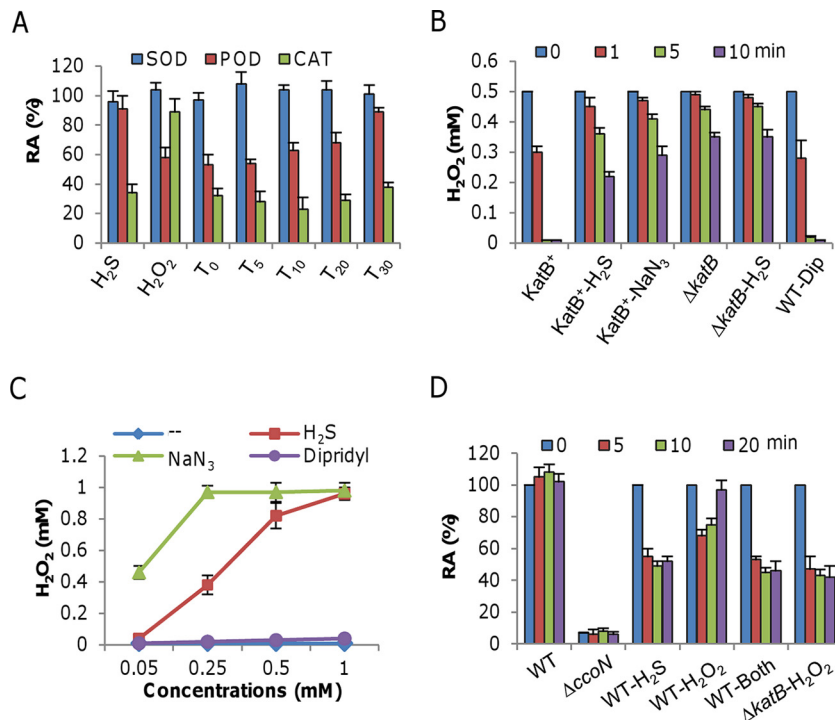 A
SOD POD CAT
RA (%)
120
100
80
60
40
20
0
H₂S H₂O₂ T₀ T₅ T₁₀ T₂₀ T₃₀
B
0 1 5 10 min
H₂O₂ (mM)
0.6
0.5
0.4
0.3
0.2
0.1
0
KatB⁺ KatB⁺-H₂S KatB⁺-NaN₃ ΔkatB ΔkatB-H₂S WT-Dip
C
-- H₂S
NaN₃ Dipridyl
H₂O₂ (mM)
1.2
1
0.8
0.6
0.4
0.2
0
0.05 0.25 0.5 1
Concentrations (mM)
D
0 5 10 20 min
RA (%)
120
100
80
60
40
20
0
WT ΔccoN WT-H₂S WT-H₂O₂ WT-Both ΔkatB-H₂O₂